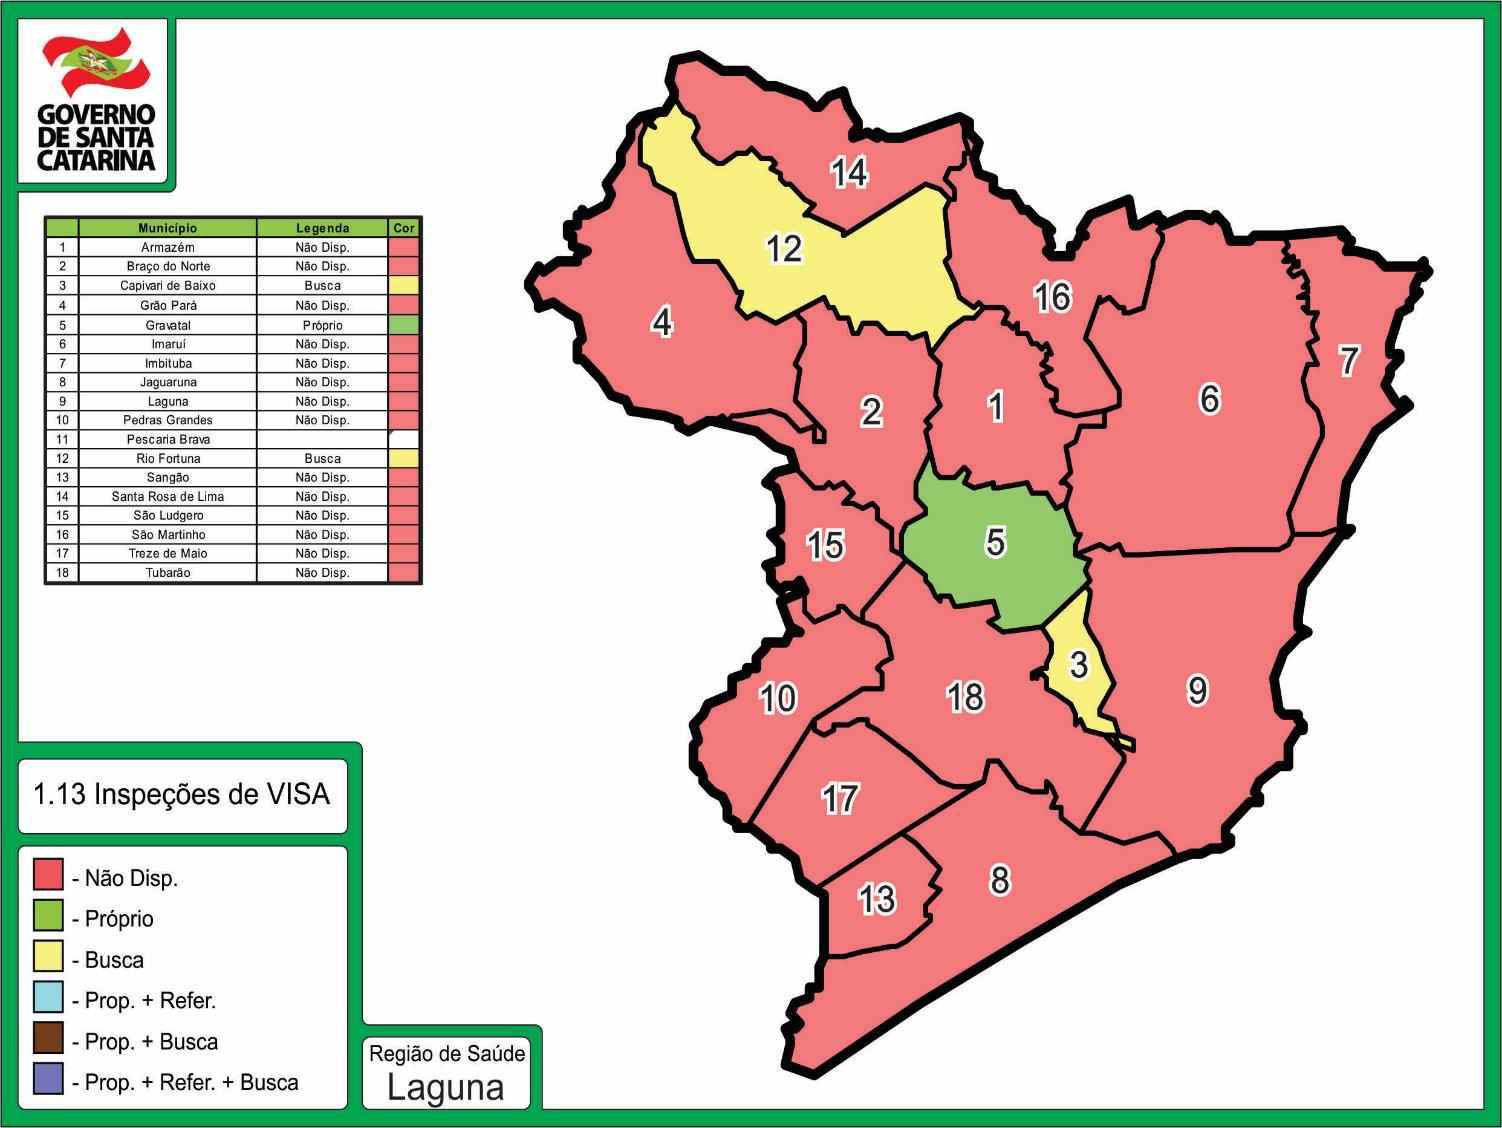 GOVERNO
DE SANTA
CATARINA
Município Legenda Cor
1 Armazém Não Disp.
2 Braço do Norte Não Disp.
3 Capivari de Baixo Busca
4 Grão Pará Não Disp.
5 Gravatal Próprio
6 Imaruí Não Disp.
7 Imbituba Não Disp.
8 Jaguaruna Não Disp.
9 Laguna Não Disp.
10 Pedras Grandes Não Disp.
11 Pescaria Brava
12 Rio Fortuna Busca
13 Sangão Não Disp.
14 Santa Rosa de Lima Não Disp.
15 São Ludgero Não Disp.
16 São Martinho Não Disp.
17 Treze de Maio Não Disp.
18 Tubarão Não Disp.
14
12
16
4
7
6
2
1
5
15
3
10
18
9
17
8
13
1.13 Inspeções de VISA
- Não Disp.
- Próprio
- Busca
- Prop. + Refer.
- Prop. + Busca
- Prop. + Refer. + Busca
Região de Saúde
Laguna